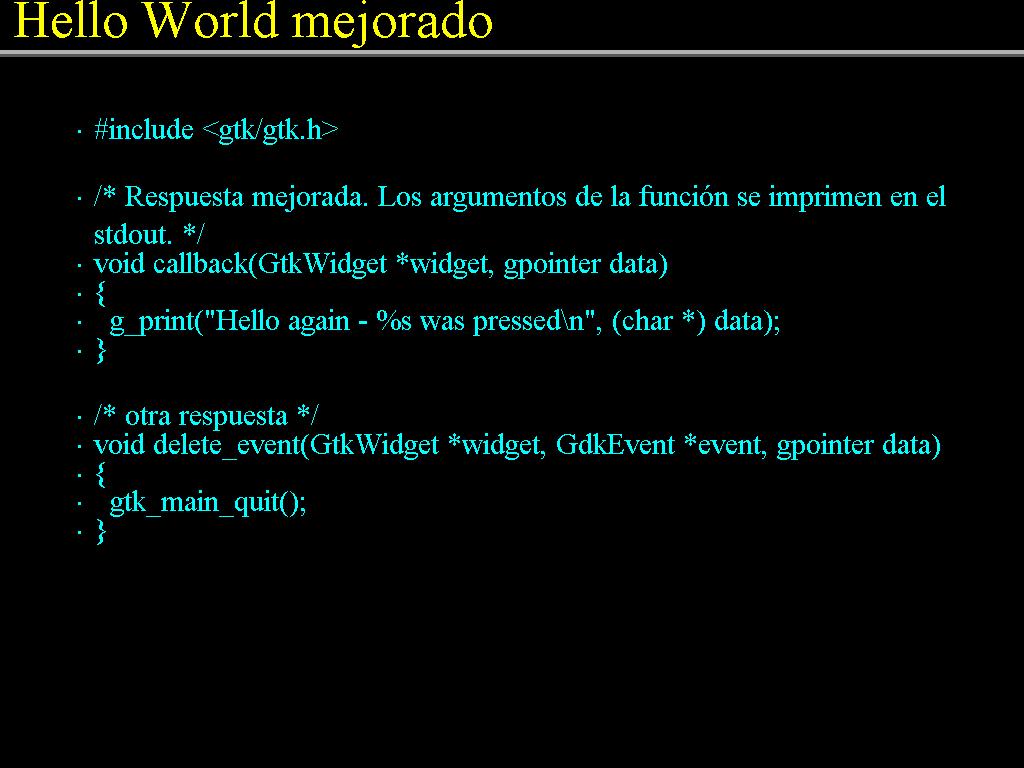 Hello World mejorado
· #include <gtk/gtk.h>
· /* Respuesta mejorada. Los argumentos de la función se imprimen en el
stdout. */
· void callback(GtkWidget *widget, gpointer data)
· {
·   g_print("Hello again - %s was pressed\n", (char *) data);
· }
· /* otra respuesta */
· void delete_event(GtkWidget *widget, GdkEvent *event, gpointer data)
· {
·   gtk_main_quit();
· }